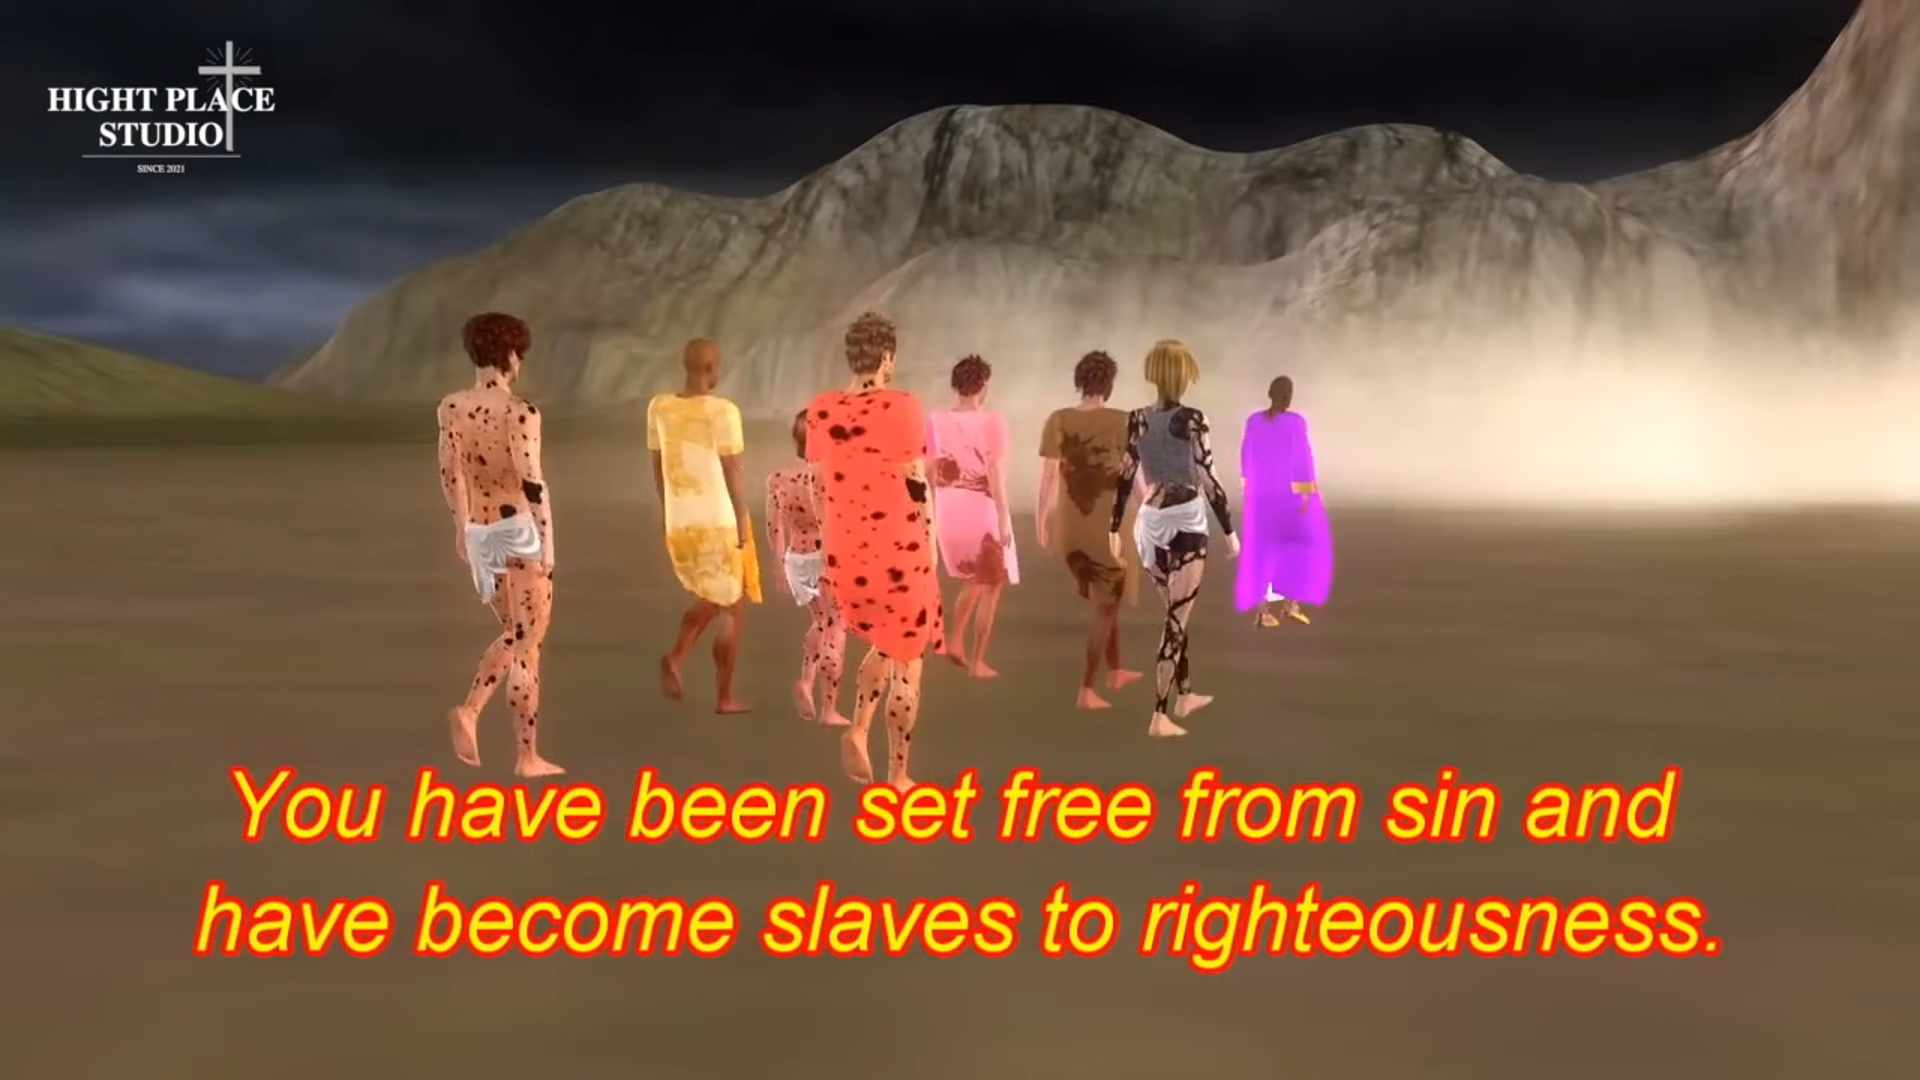 HIGHT PLACE
STUDIO
SINCE 2021
You have been set free from sin and
have become slaves to righteousness.